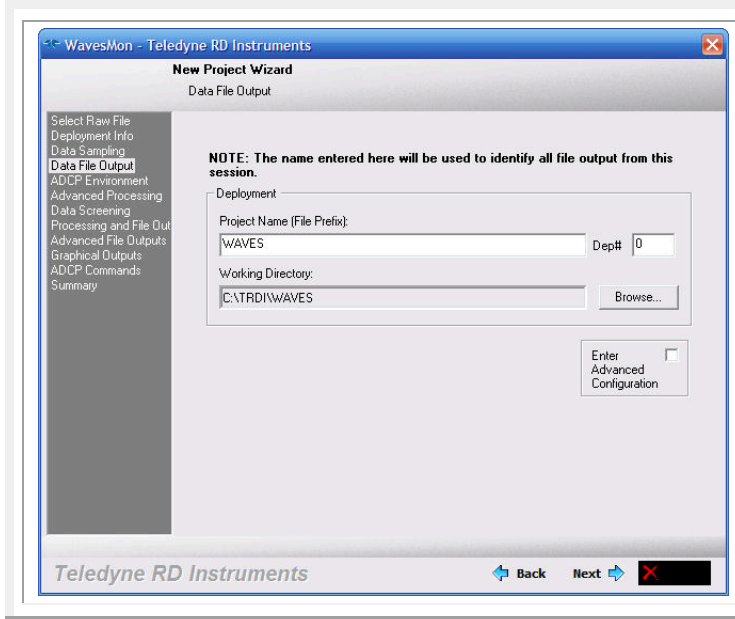 WavesMon - Teledyne RD Instruments
New Project Wizard
Data File Output
Select Raw File
Deployment Info
Data Sampling
Data File Output
ADCP Environment
Advanced Processing
Data Screening
Processing and File Out
Advanced File Outputs
Graphical Outputs
ADCP Commands
Summary
NOTE: The name entered here will be used to identify all file output from this
session.
Deployment
Project Name (File Prefix):
WAVES
Dep# 0
Working Directory:
C:\TRDI\WAVES
Browse...
Enter
Advanced
Configuration
Teledyne RD Instruments
Back
Next